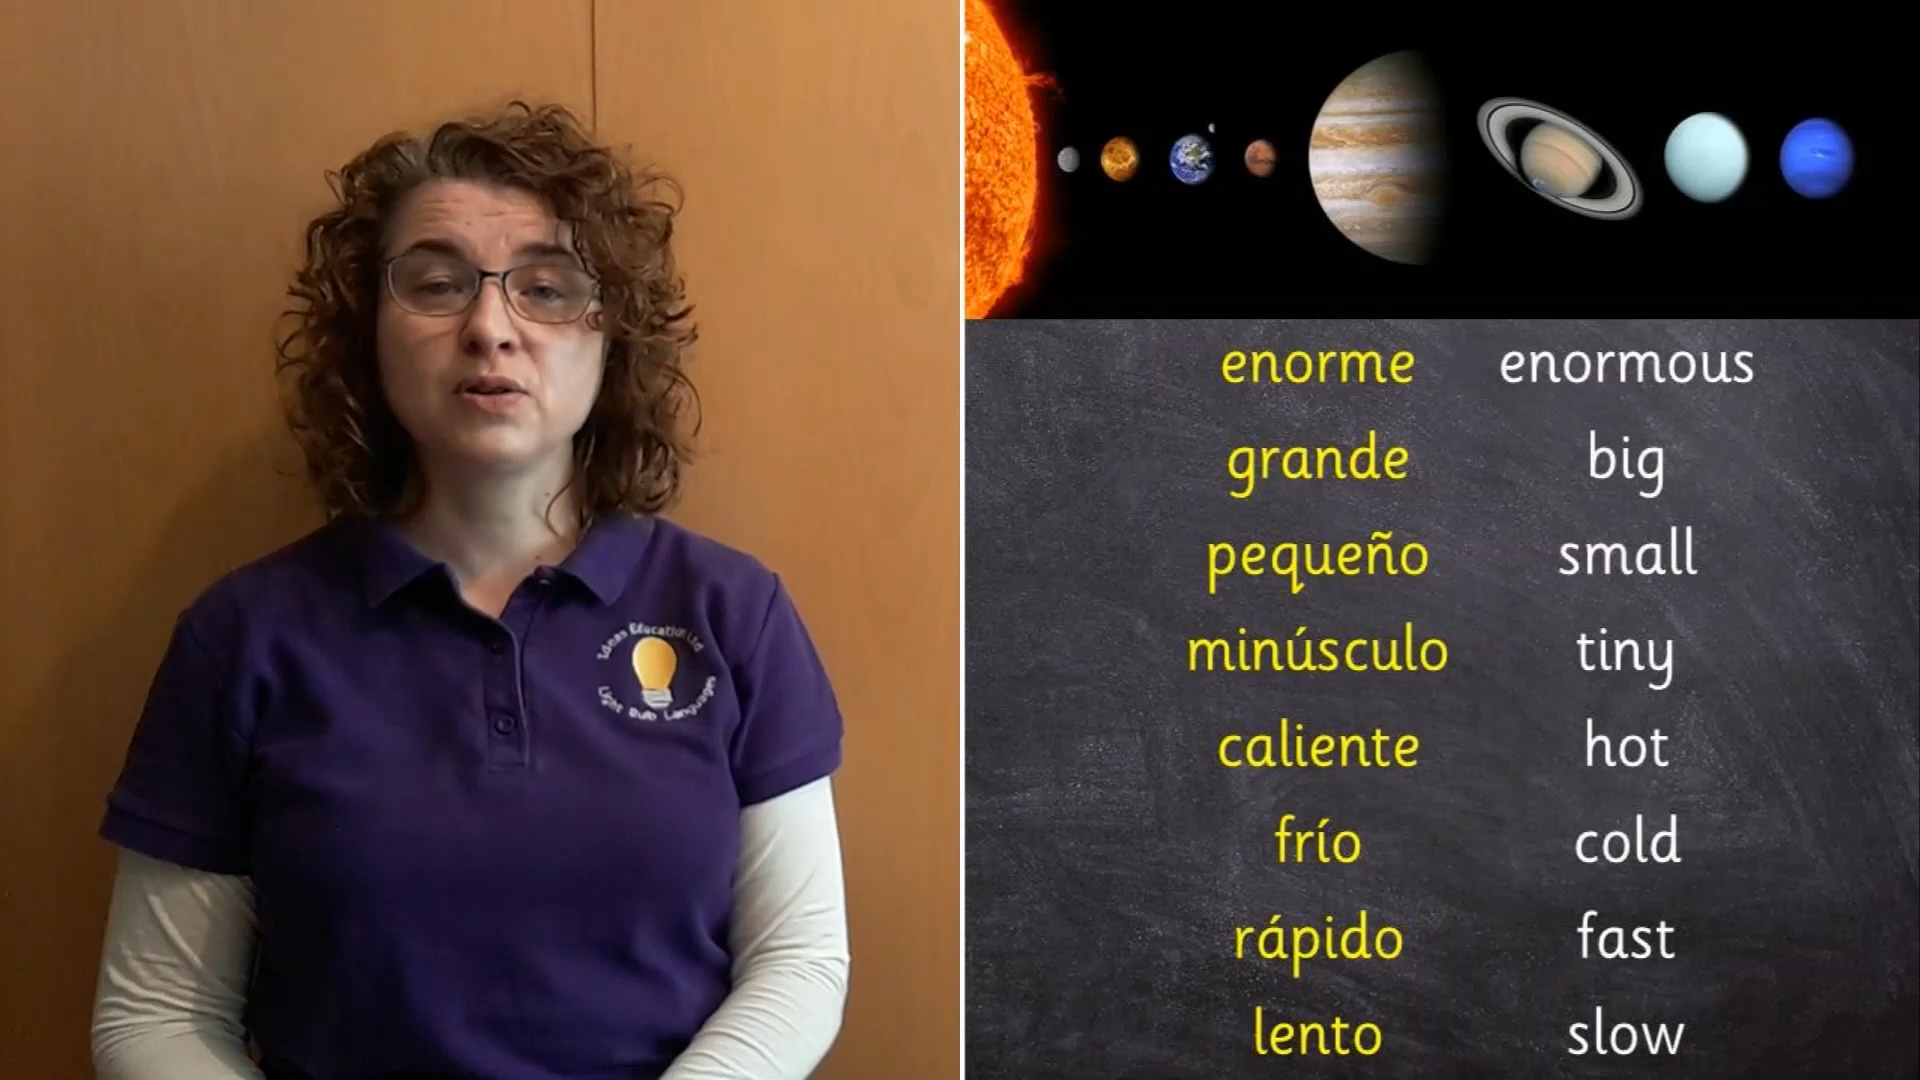 Ideas Education Ltd
Light Bulb Languages
enorme enormous
grande big
pequeño small
minúsculo tiny
caliente hot
frío cold
rápido fast
lento slow